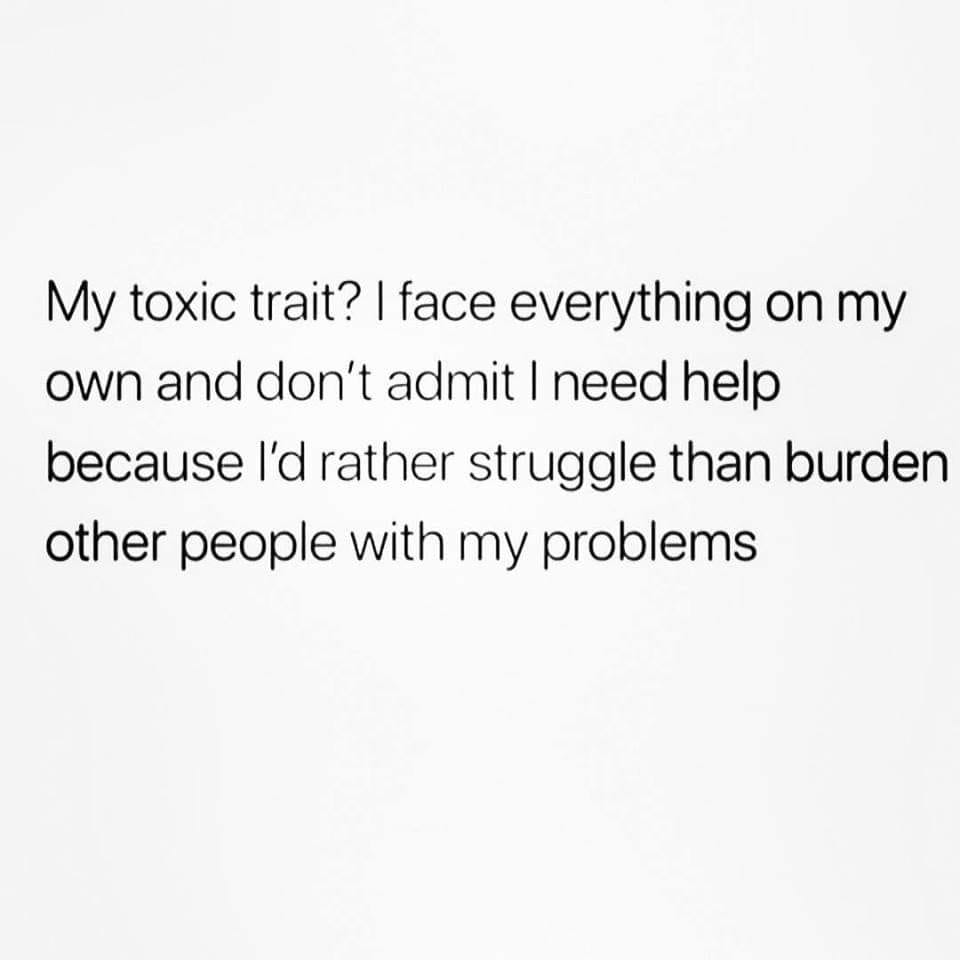 My toxic trait? I face everything on my
own and don't admit I need help
because I'd rather struggle than burden
other people with my problems